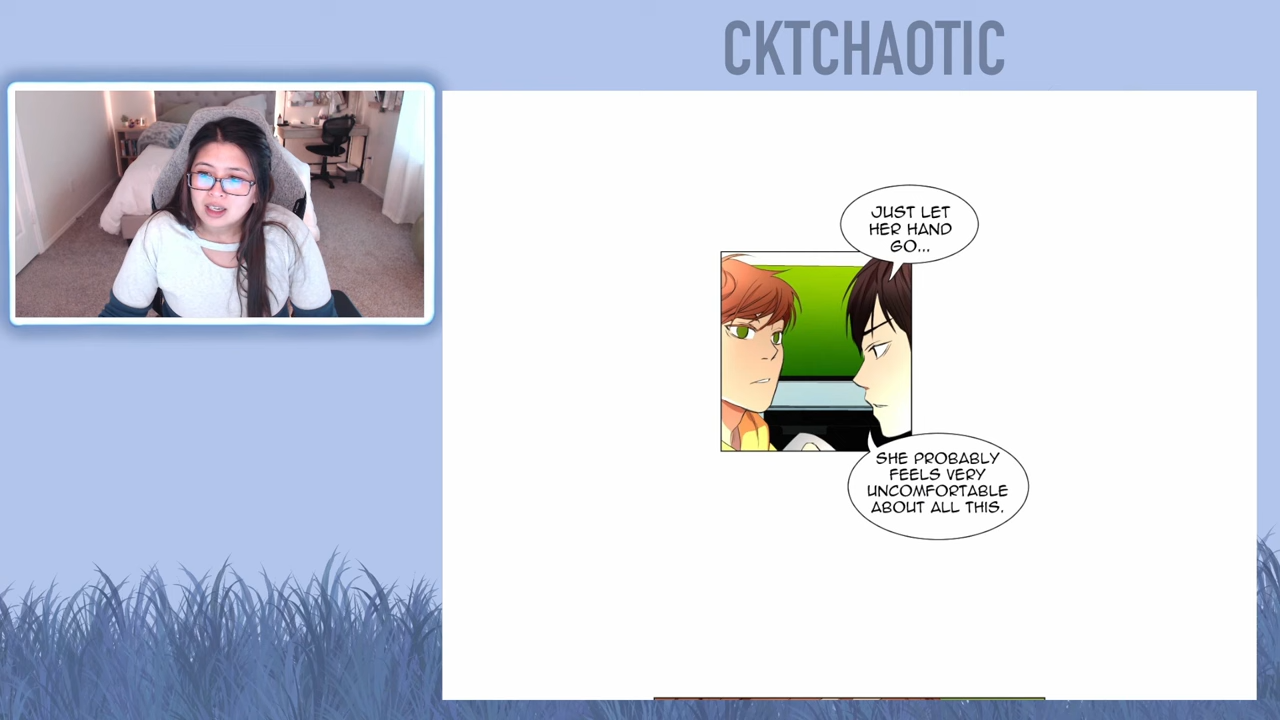 CKTCHAOTIC
JUST LET
HER HAND
GO...
SHE PROBABLY
FEELS VERY
UNCOMFORTABLE
ABOUT ALL THIS.